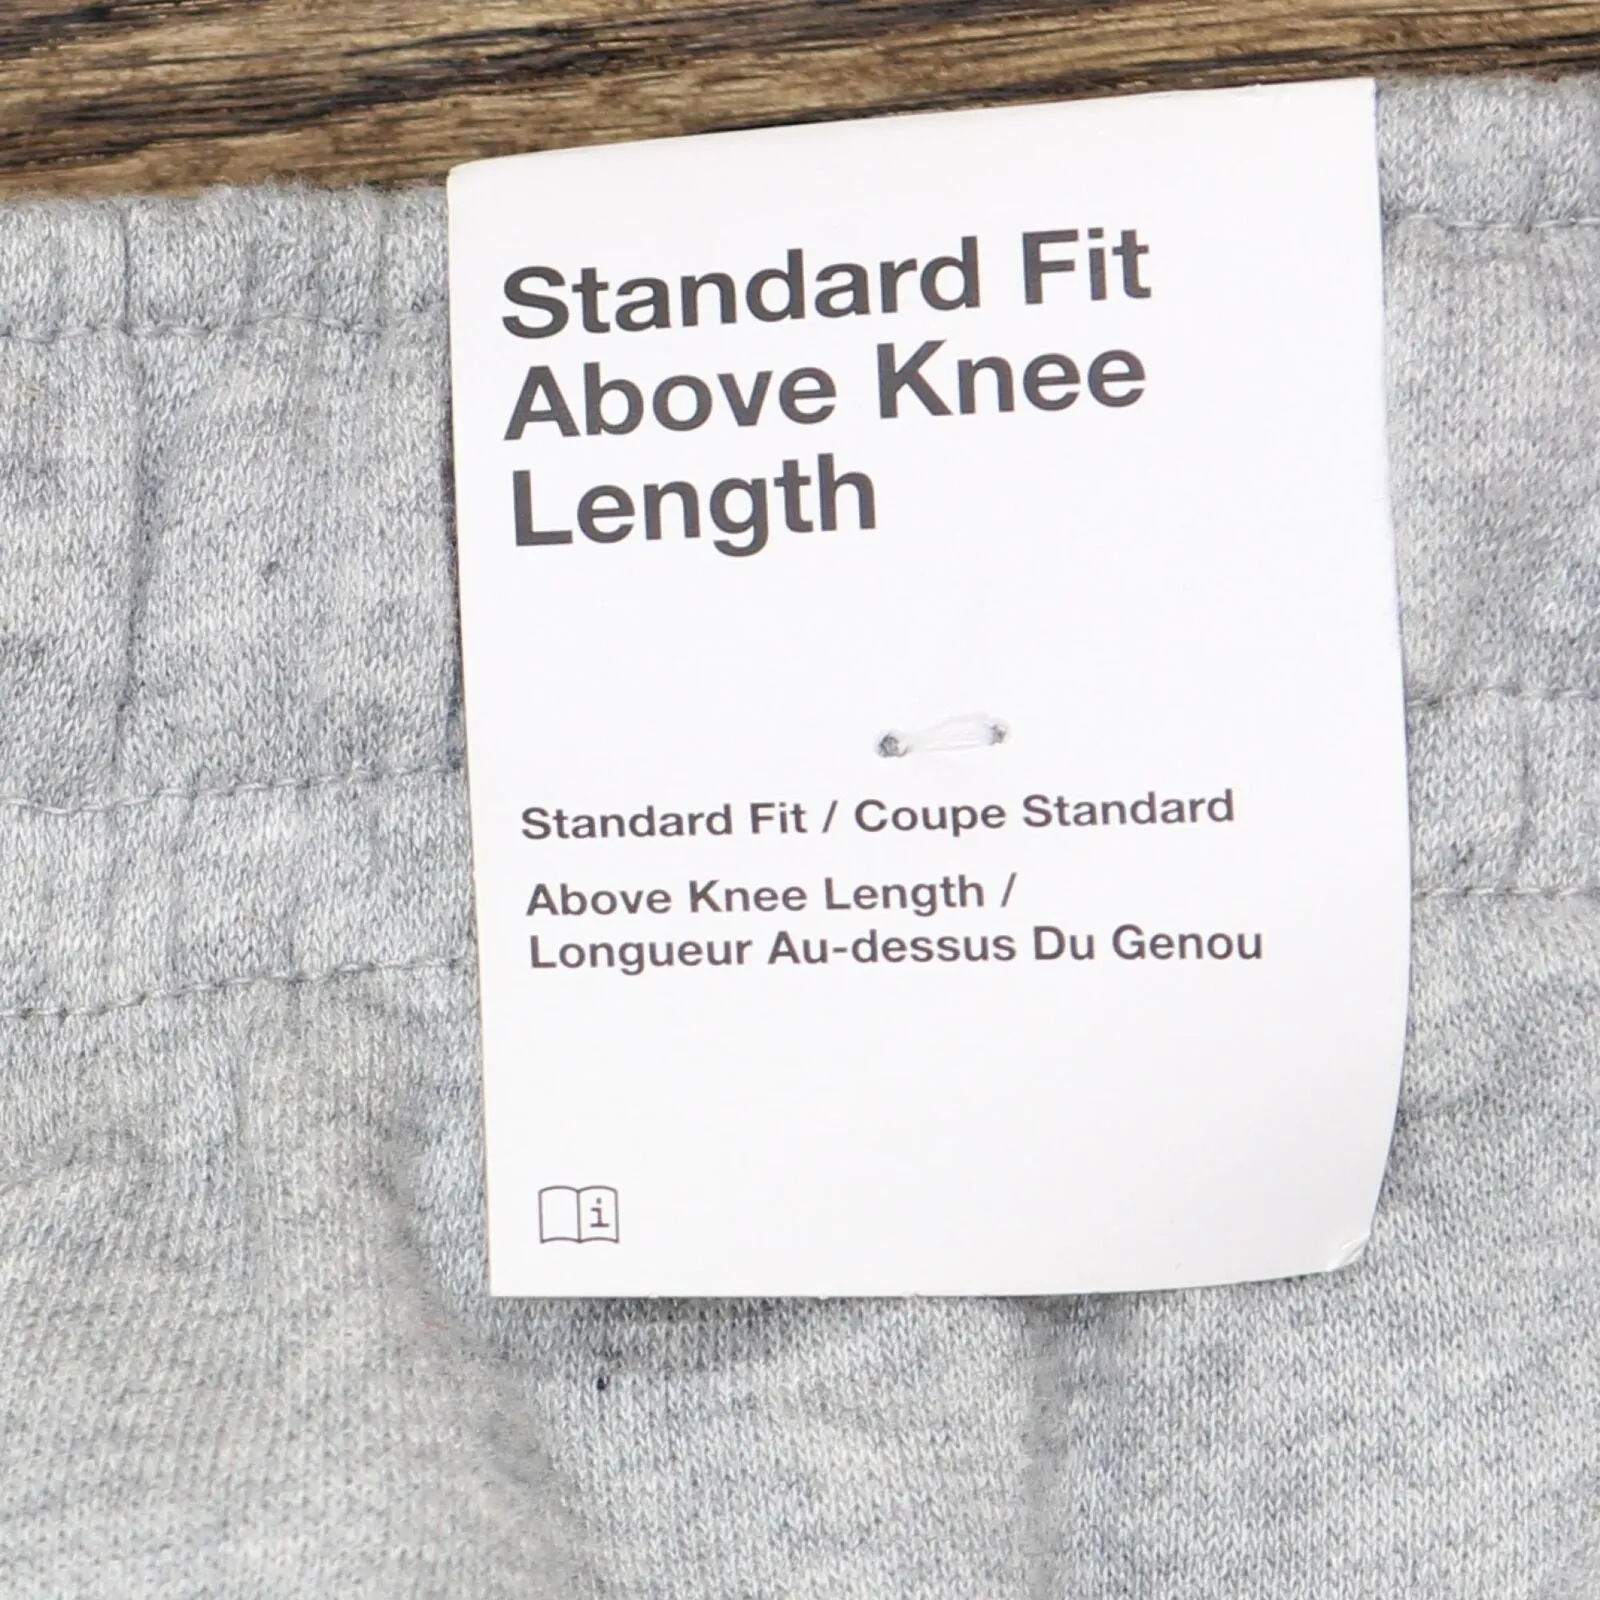 Standard Fit
Above Knee
Length
Standard Fit / Coupe Standard
Above Knee Length /
Longueur Au-dessus Du Genou
i